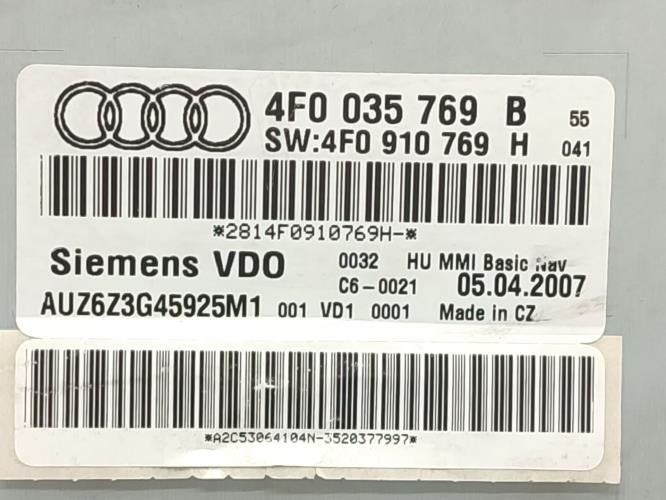 4F0 035 769 B 55
SW:4F0 910 769 H 041
*2814F0910769H-*
Siemens VDO 0032 HU MMI Basic Nav
C6-0021 05.04.2007
AUZ6Z3G45925M1 001 VD1 0001 Made in CZ
*A2C53064104N-3520377997*